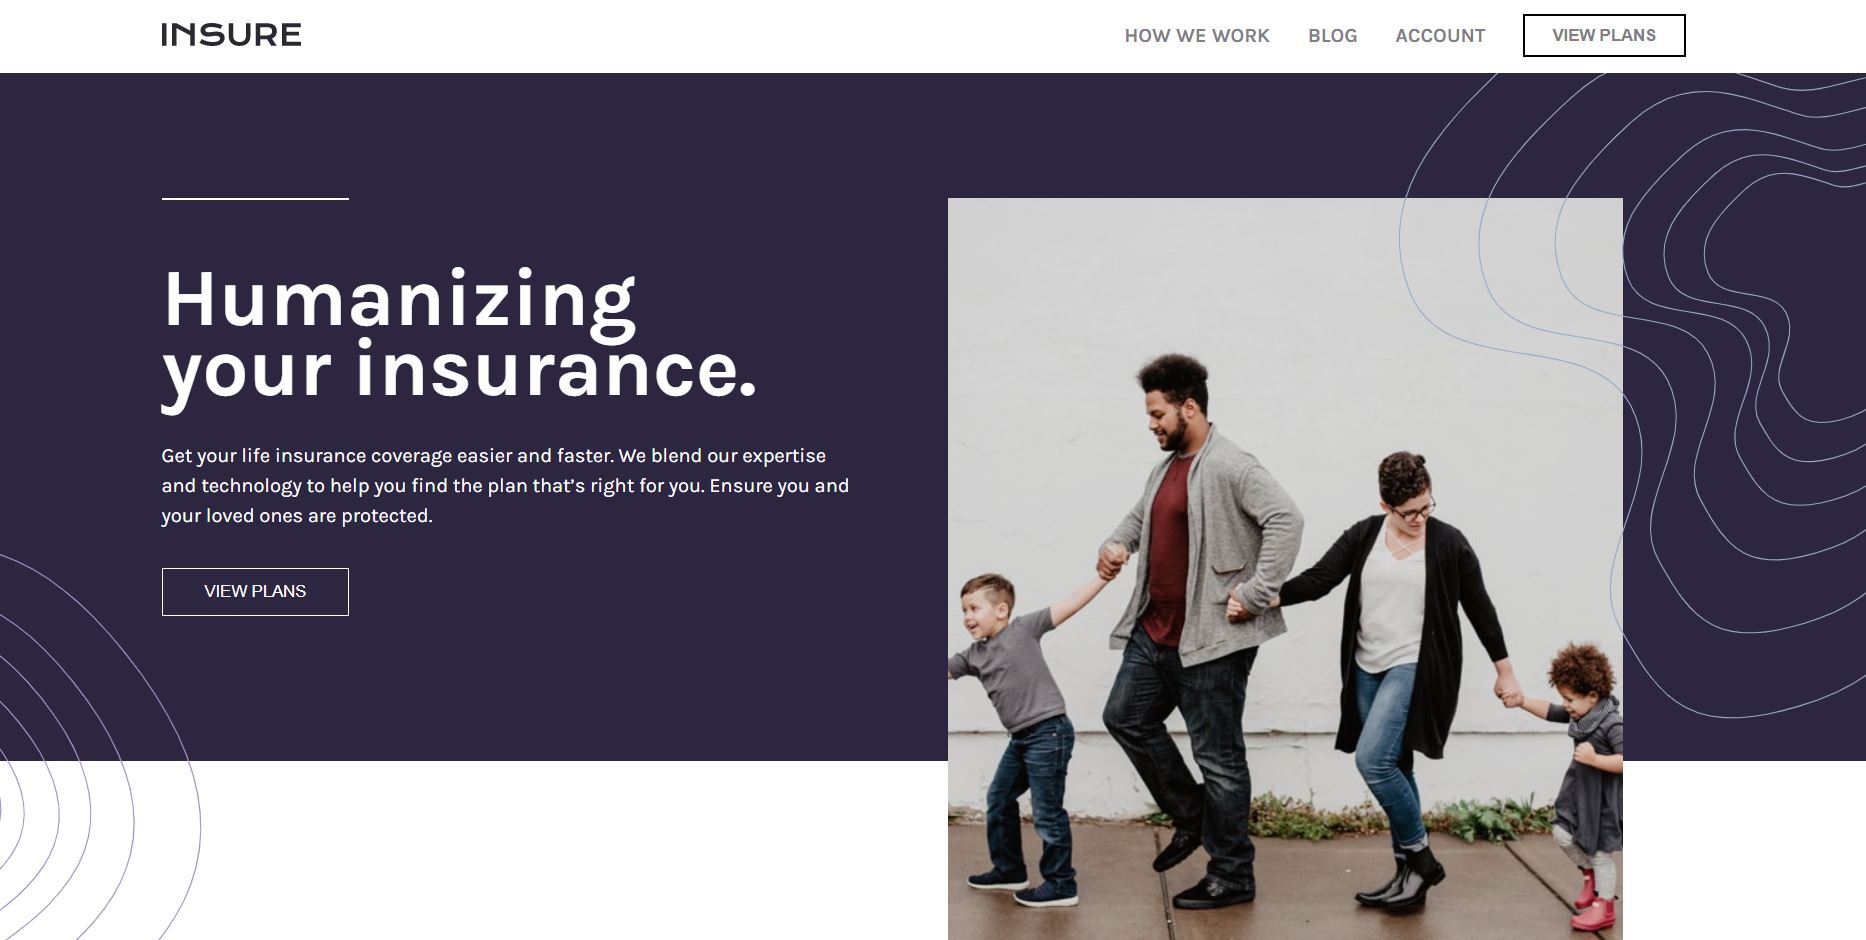 INSURE
HOW WE WORK
BLOG
ACCOUNT
VIEW PLANS
Humanizing
your insurance.
Get your life insurance coverage easier and faster. We blend our expertise
and technology to help you find the plan that’s right for you. Ensure you and
your loved ones are protected.
VIEW PLANS